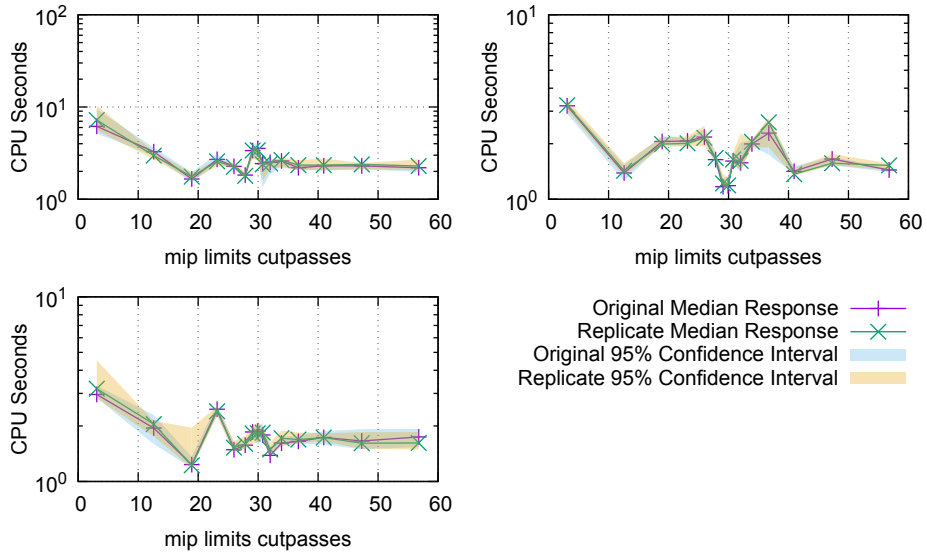 10^2
10^1
10^0
CPU Seconds
0 10 20 30 40 50 60
mip limits cutpasses
10^1
10^0
CPU Seconds
0 10 20 30 40 50 60
mip limits cutpasses
10^1
10^0
CPU Seconds
0 10 20 30 40 50 60
mip limits cutpasses
Original Median Response
Replicate Median Response
Original 95% Confidence Interval
Replicate 95% Confidence Interval